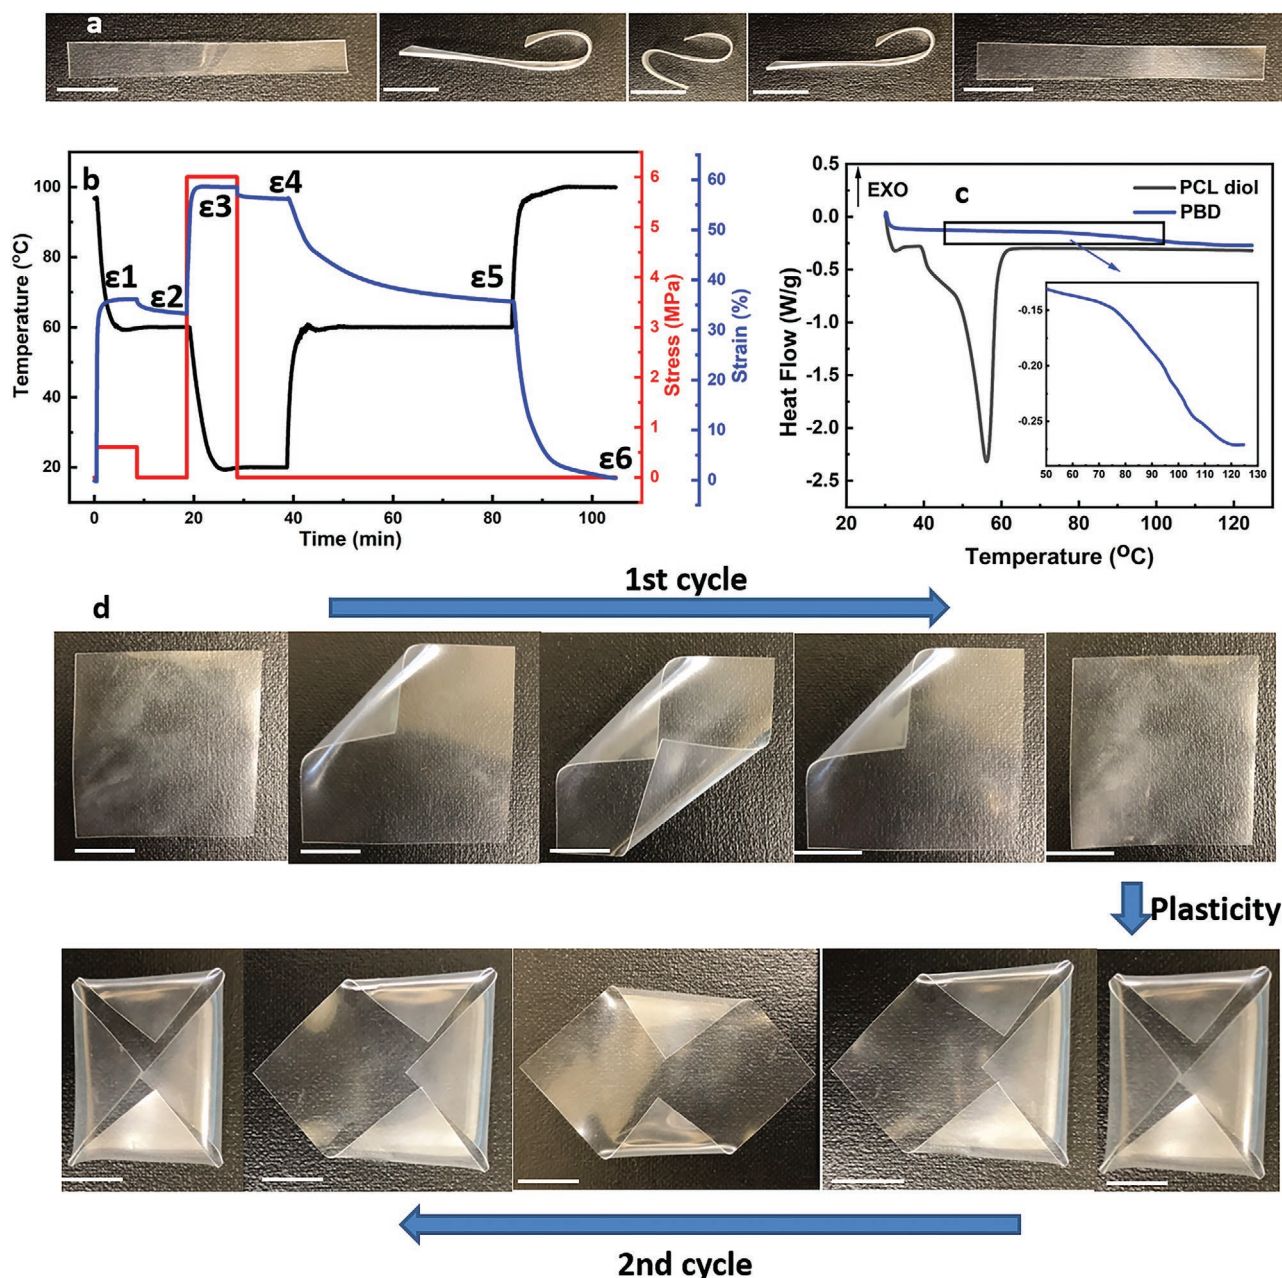 a
b
100
80
60
40
20
Temperature (°C)
0
20
40
60
80
100
Time (min)
ε1
ε2
ε3
ε4
ε5
ε6
6
5
4
3
2
1
0
Stress (MPa)
60
50
40
30
20
10
0
Strain (%)
c
EXO
PCL diol
PBD
0.5
0.0
-0.5
-1.0
-1.5
-2.0
-2.5
Heat Flow (W/g)
-0.15
-0.20
-0.25
50 60 70 80 90 100 110 120 130
20
40
60
80
100
120
Temperature (°C)
1st cycle
d
Plasticity
2nd cycle